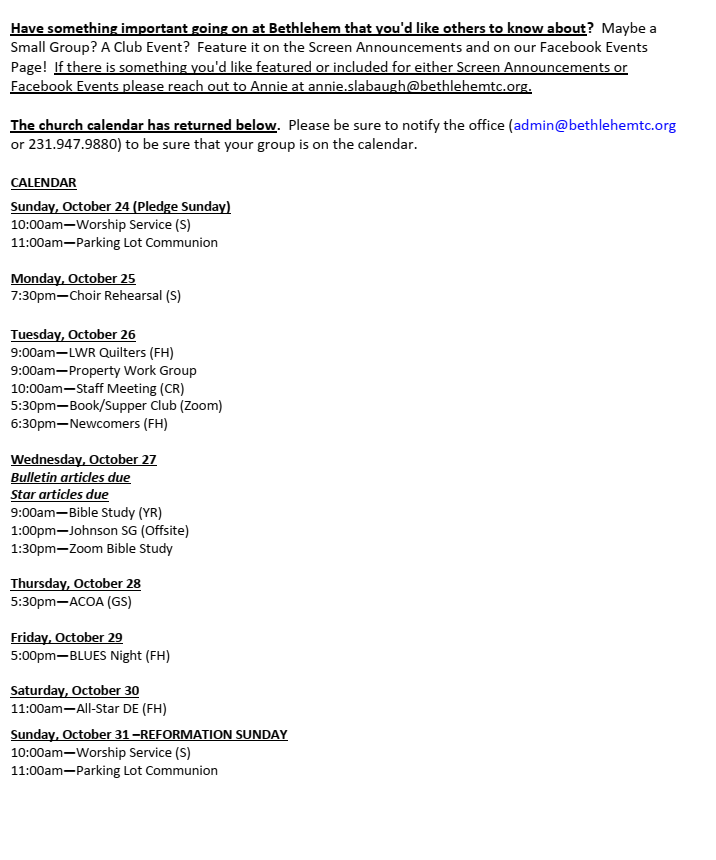 Have something important going on at Bethlehem that you'd like others to know about?  Maybe a
Small Group? A Club Event?  Feature it on the Screen Announcements and on our Facebook Events
Page!  If there is something you'd like featured or included for either Screen Announcements or
Facebook Events please reach out to Annie at annie.slabaugh@bethlehemtc.org.
The church calendar has returned below.  Please be sure to notify the office (admin@bethlehemtc.org
or 231.947.9880) to be sure that your group is on the calendar.
CALENDAR
Sunday, October 24 (Pledge Sunday)
10:00am—Worship Service (S)
11:00am—Parking Lot Communion
Monday, October 25
7:30pm—Choir Rehearsal (S)
Tuesday, October 26
9:00am—LWR Quilters (FH)
9:00am—Property Work Group
10:00am—Staff Meeting (CR)
5:30pm—Book/Supper Club (Zoom)
6:30pm—Newcomers (FH)
Wednesday, October 27
Bulletin articles due
Star articles due
9:00am—Bible Study (YR)
1:00pm—Johnson SG (Offsite)
1:30pm—Zoom Bible Study
Thursday, October 28
5:30pm—ACOA (GS)
Friday, October 29
5:00pm—BLUES Night (FH)
Saturday, October 30
11:00am—All-Star DE (FH)
Sunday, October 31 –REFORMATION SUNDAY
10:00am—Worship Service (S)
11:00am—Parking Lot Communion